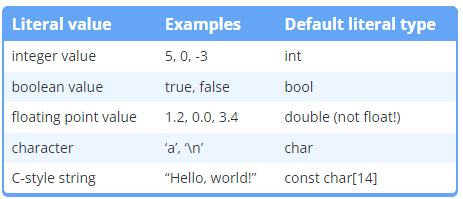 Literal value Examples Default literal type
integer value 5, 0, -3 int
boolean value true, false bool
floating point value 1.2, 0.0, 3.4 double (not float!)
character ‘a’, ‘\n’ char
C-style string “Hello, world!” const char[14]